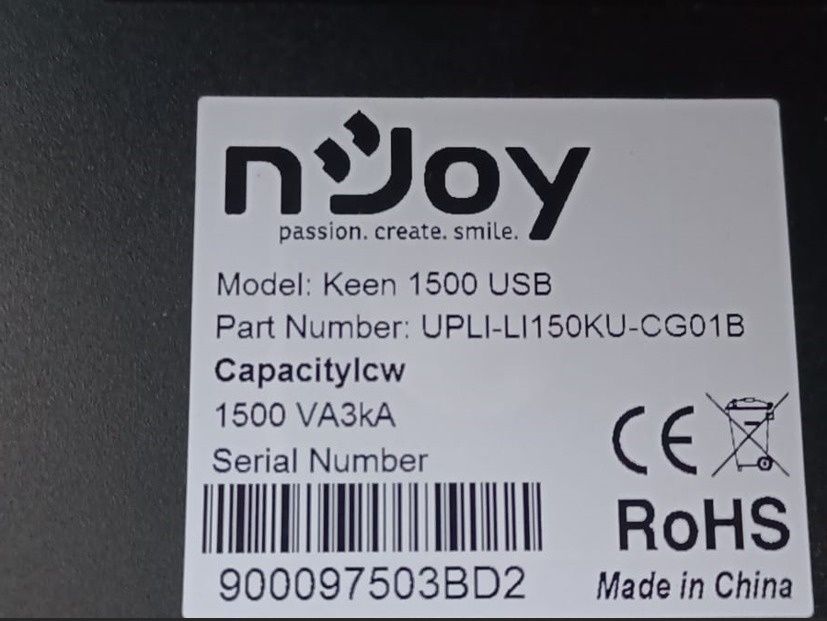 nJoy
passion. create. smile.
Model: Keen 1500 USB
Part Number: UPLI-LI150KU-CG01B
CapacityIcw
1500 VA3kA
Serial Number
900097503BD2
CE
RoHS
Made in China